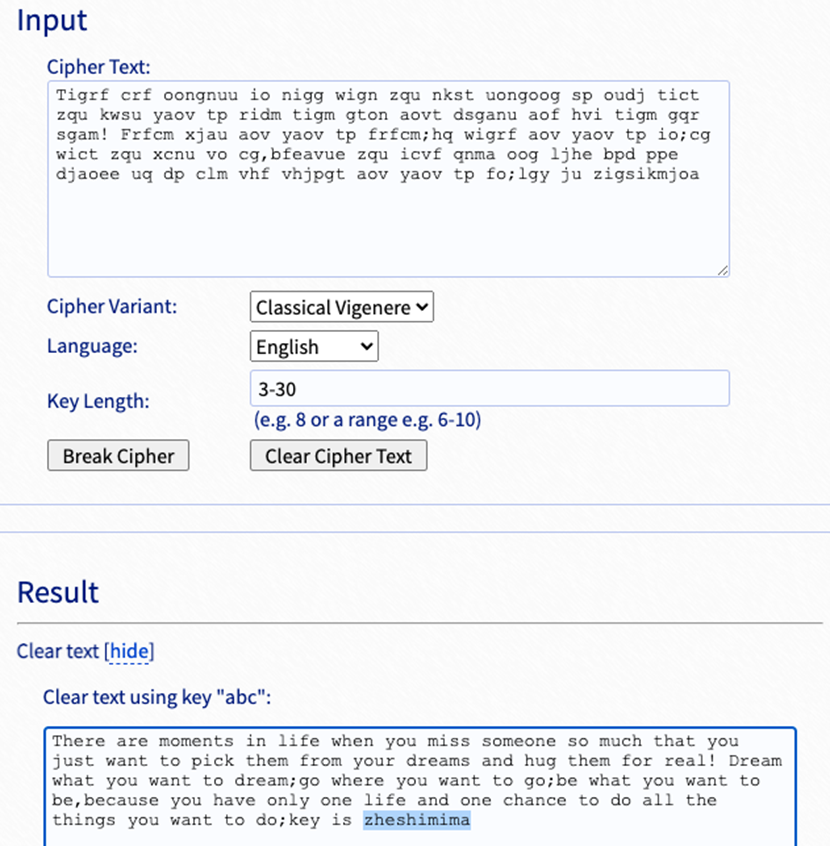 Input
Cipher Text:
Tigrf crf oongnuu io nigg wign zqu nkst uongoog sp oudj tict
zqu kwsu yaov tp ridm tigm gton aovt dsganu aof hvi tigm gqr
sgam! Frfcm xjau aov yaov tp frfcm;hq wigrf aov yaov tp io;cg
wict zqu xcnu vo cg,bfeavue zqu icvf qnma oog ljhe bpd ppe
djaoee uq dp clm vhf vhjpgt aov yaov tp fo;lgy ju zigsikmjoa
Cipher Variant:
Classical Vigenere
Language:
English
Key Length:
3-30
(e.g. 8 or a range e.g. 6-10)
Break Cipher
Clear Cipher Text
Result
Clear text [hide]
Clear text using key "abc":
There are moments in life when you miss someone so much that you
just want to pick them from your dreams and hug them for real! Dream
what you want to dream;go where you want to go;be what you want to
be,because you have only one life and one chance to do all the
things you want to do;key is zheshimima